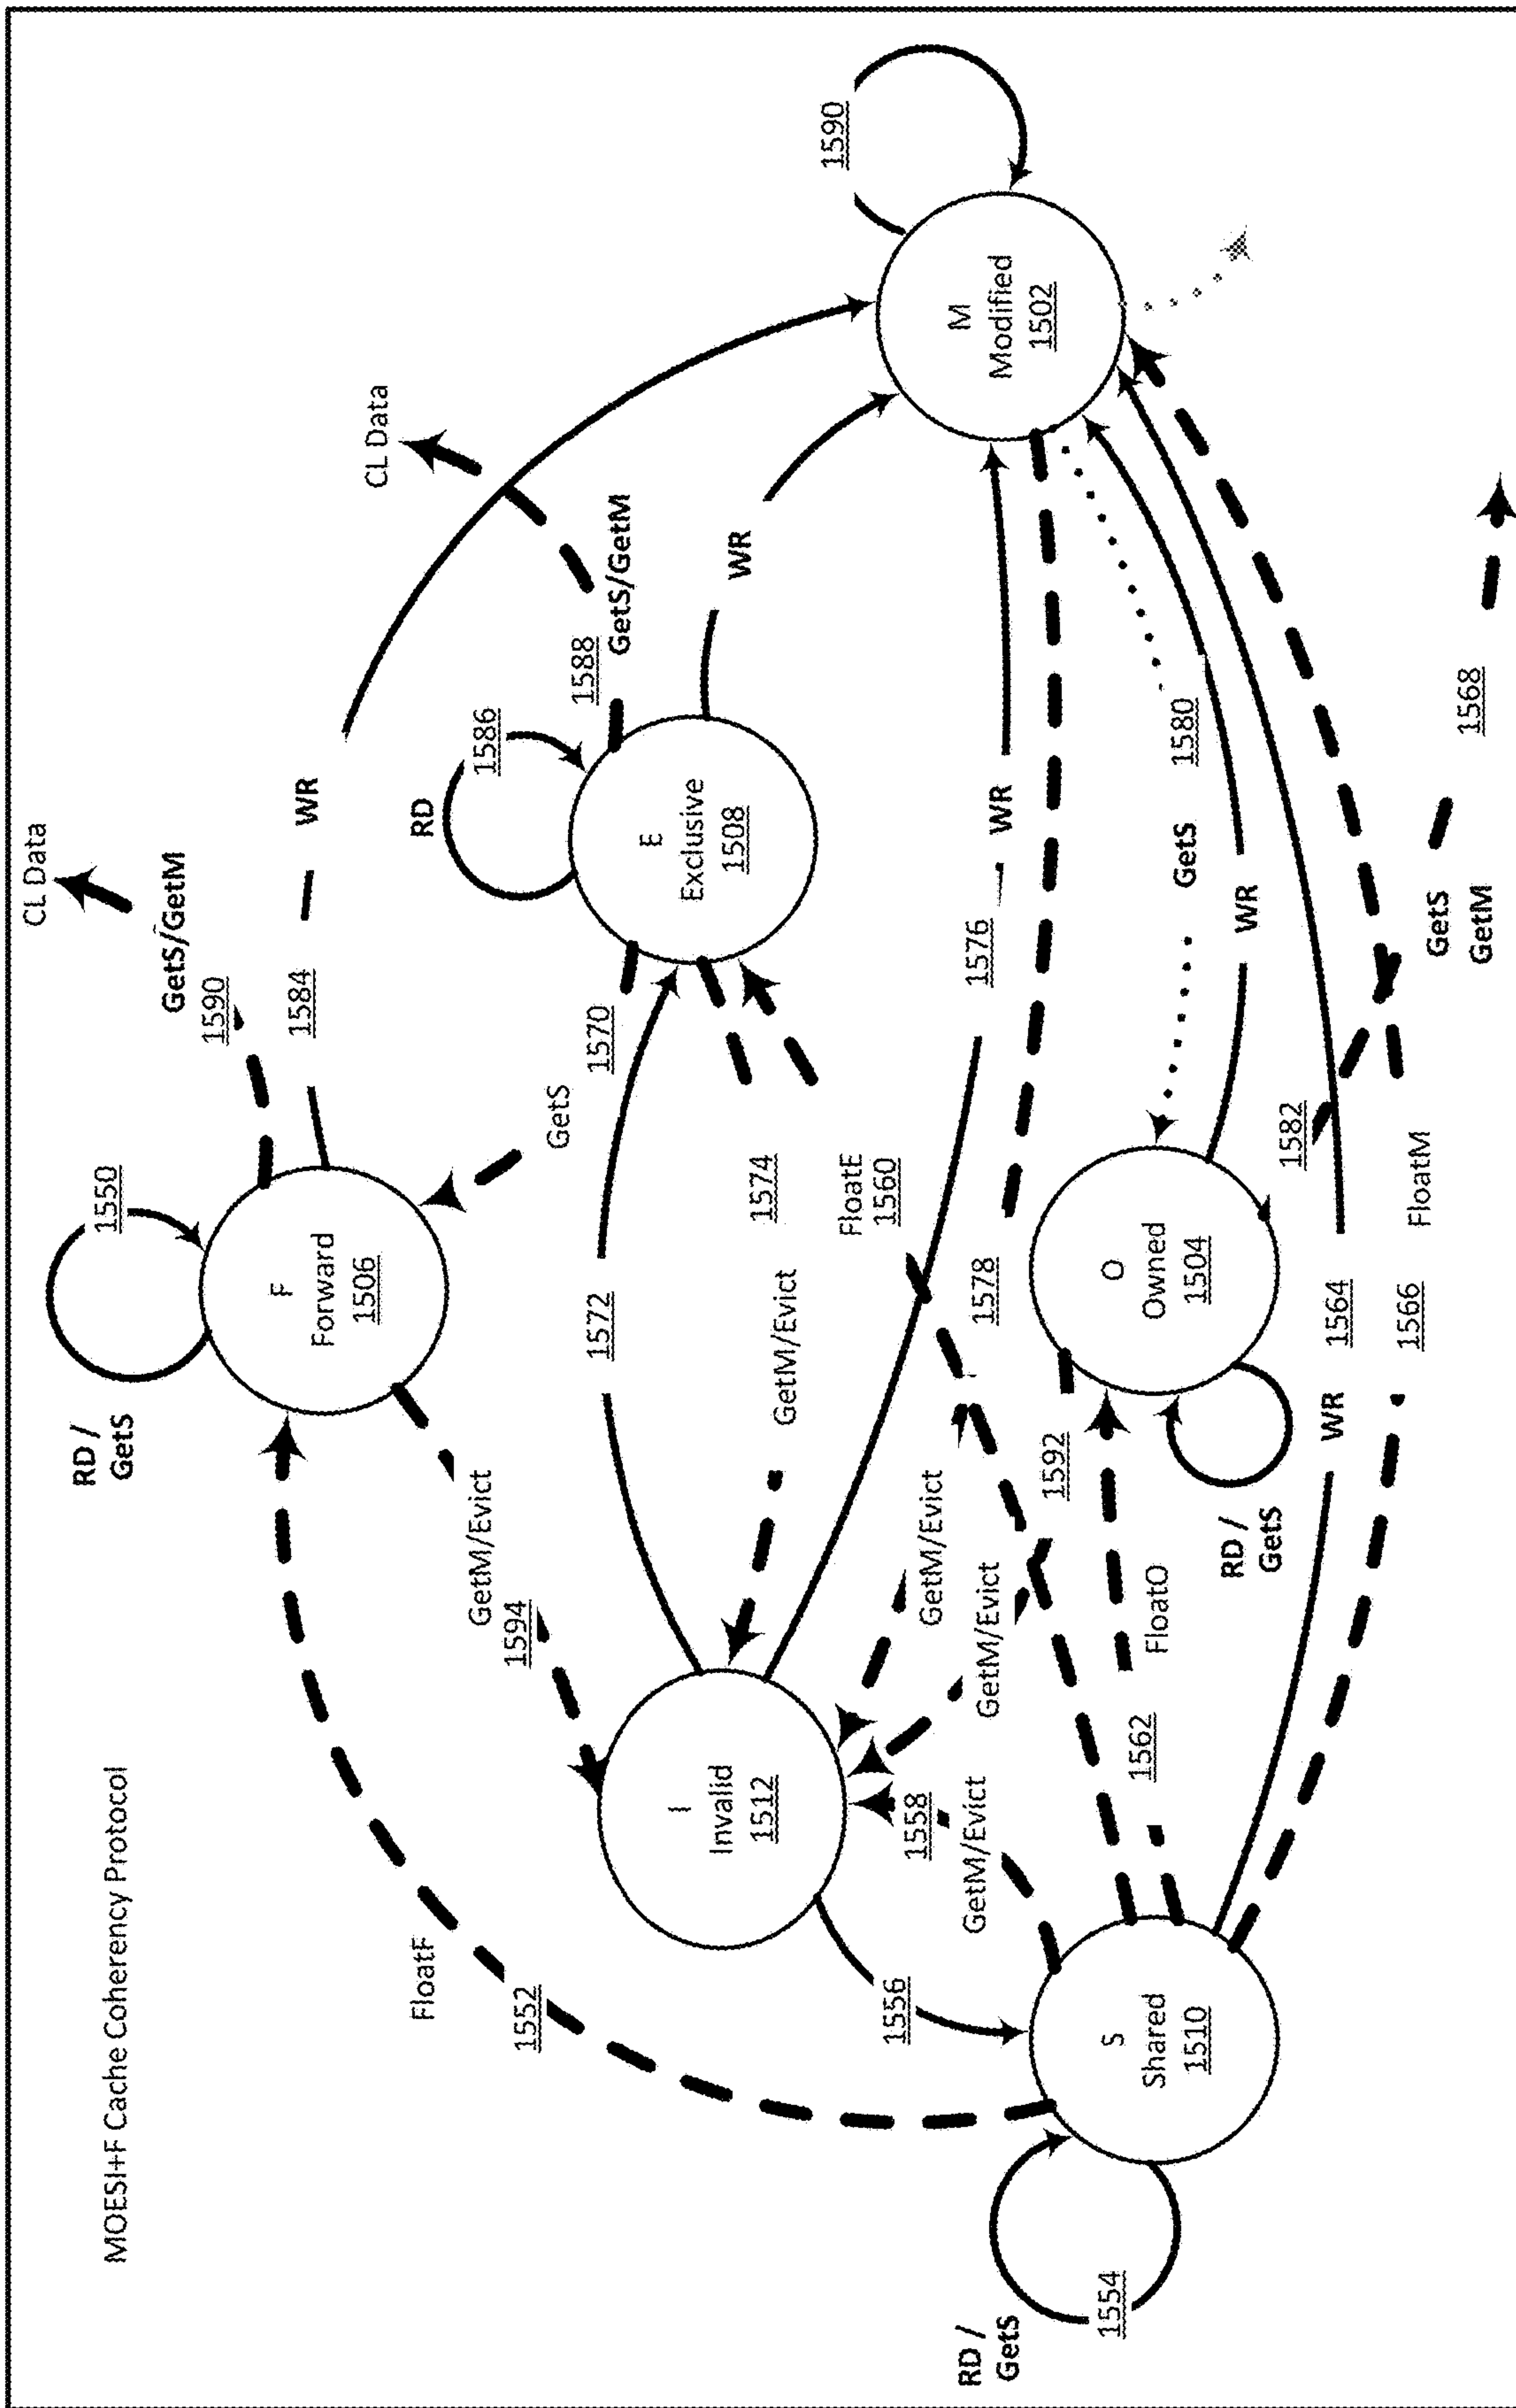 MOESI+F Cache Coherency Protocol
RD /
GetS
1550
F
Forward
1506
CL Data
GetS/GetM
1590
1584
WR
CL Data
FloatF
1552
GetM/Evict
1594
GetS
1570
RD
1586
1588
GetS/GetM
E
Exclusive
1508
WR
1590
1572
I
Invalid
1512
GetM/Evict
1574
FloatE
1560
1576
WR
M
Modified
1502
1556
1558
GetM/Evict
GetM/Evict
GetM/Evict
1578
1592
RD /
GetS
1554
S
Shared
1510
1562
FloatO
O
Owned
1504
GetS
1580
WR
RD /
GetS
1582
WR
1564
1566
FloatM
GetS
GetM
1568